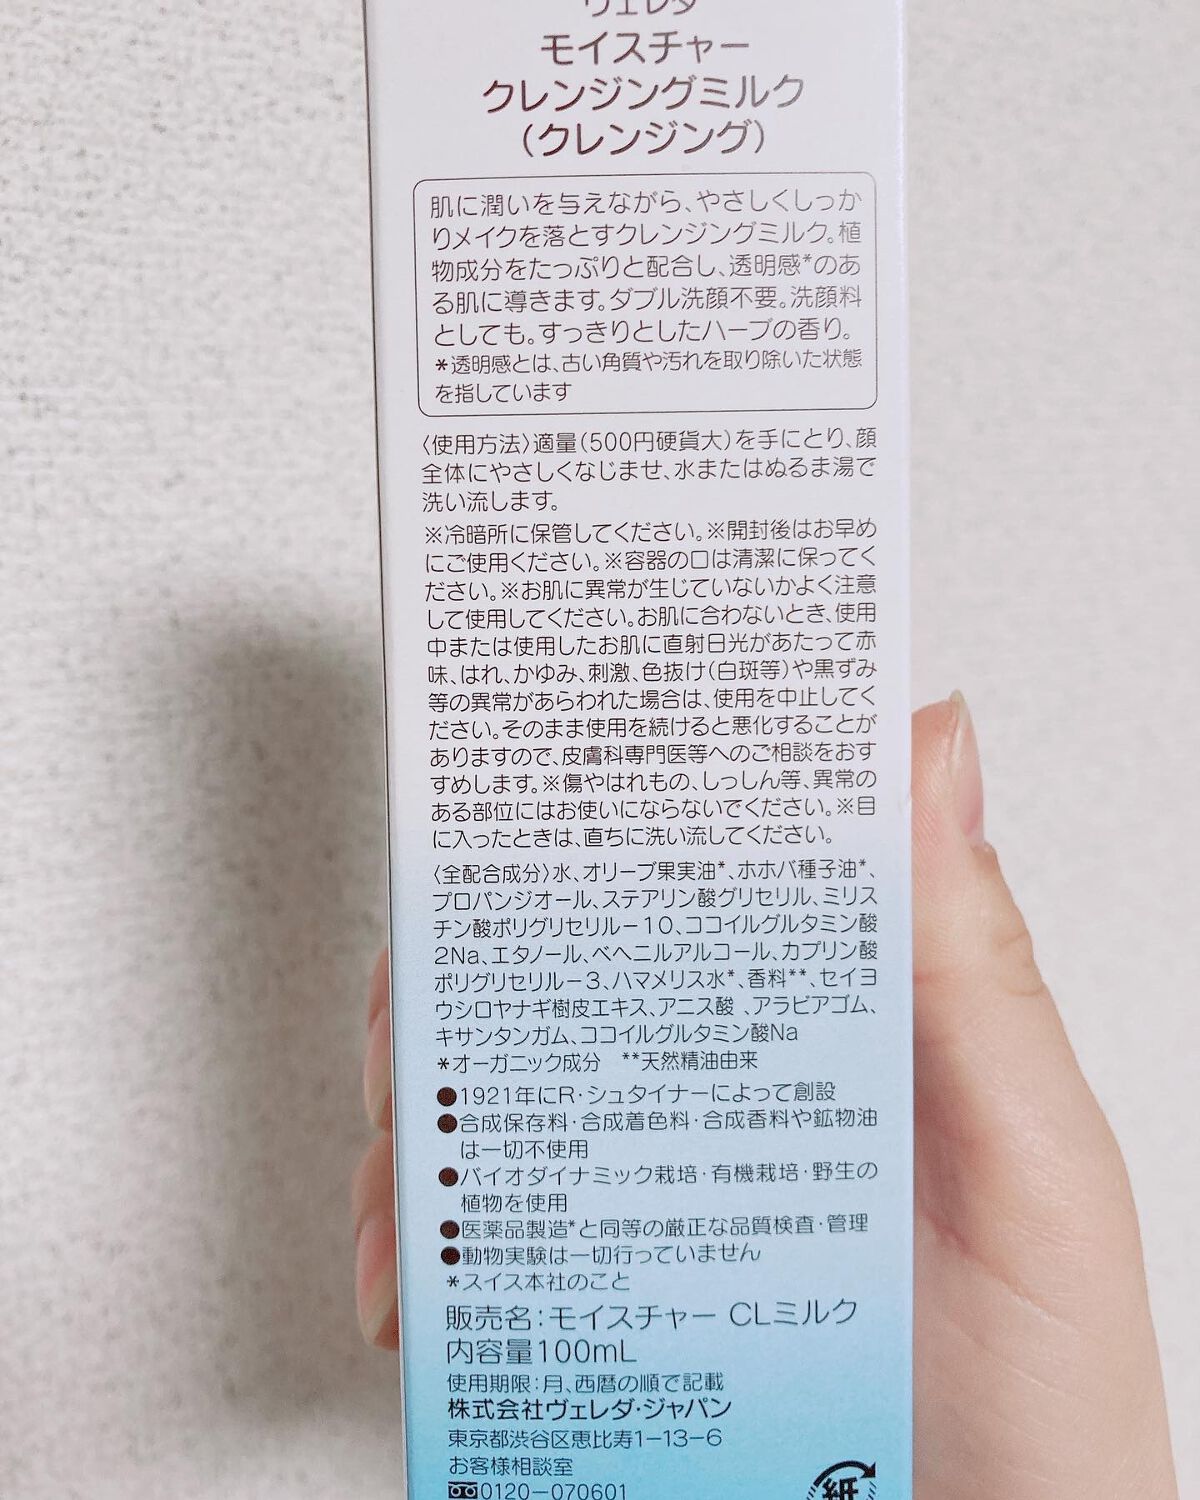 ヴェレダ
モイスチャー
クレンジングミルク
(クレンジング)
肌に潤いを与えながら、やさしくしっか
りメイクを落とすクレンジングミルク。植
物成分をたっぷりと配合し、透明感*のあ
る肌に導きます。ダブル洗顔不要。洗顔料
としても。すっきりとしたハーブの香り。
*透明感とは、古い角質や汚れを取り除いた状態
を指しています
〈使用方法〉適量(500円硬貨大)を手にとり、顔
全体にやさしくなじませ、水またはぬるま湯で
洗い流します。
※冷暗所に保管してください。※開封後はお早め
にご使用ください。※容器の口は清潔に保ってく
ださい。※お肌に異常が生じていないかよく注意
して使用してください。お肌に合わないとき、使用
中または使用したお肌に直射日光があたって赤
味、はれ、かゆみ、刺激、色抜け(白斑等)や黒ずみ
等の異常があらわれた場合は、使用を中止してく
ださい。そのまま使用を続けると悪化することが
ありますので、皮膚科専門医等へのご相談をおす
すめします。※傷やはれもの、しっしん等、異常の
ある部位にはお使いにならないでください。※目
に入ったときは、直ちに洗い流してください。
〈全配合成分〉水、オリーブ果実油*、ホホバ種子油*、
プロパンジオール、ステアリン酸グリセリル、ミリス
チン酸ポリグリセリルー10、ココイルグルタミン酸
2Na、エタノール、ベヘニルアルコール、カプリン酸
ポリグリセリルー3、ハマメリス水*、香料**、セイヨ
ウシロヤナギ樹皮エキス、アニス酸 、アラビアゴム、
キサンタンガム、ココイルグルタミン酸Na
*オーガニック成分 **天然精油由来
●1921年にR・シュタイナーによって創設
●合成保存料・合成着色料・合成香料や鉱物油
は一切不使用
●バイオダイナミック栽培・有機栽培・野生の
植物を使用
●医薬品製造*と同等の厳正な品質検査・管理
●動物実験は一切行っていません
*スイス本社のこと
販売名：モイスチャー CLミルク
内容量100mL
使用期限：月、西暦の順で記載
株式会社ヴェレダ・ジャパン
東京都渋谷区恵比寿1-13-6
お客様相談室
0120-070601
紙